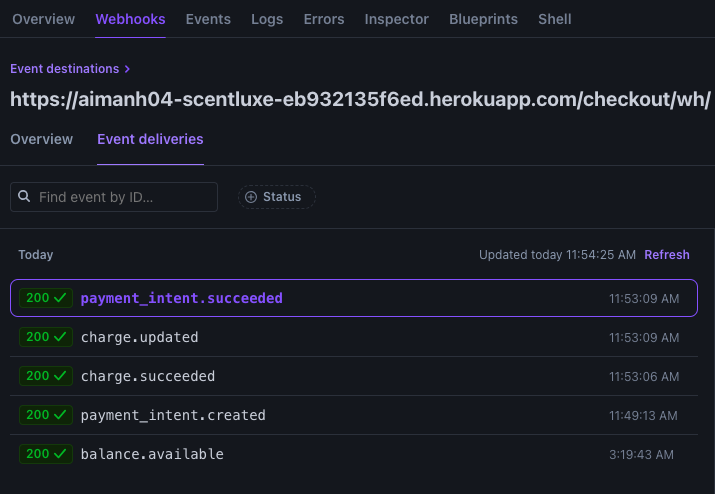 Overview Webhooks Events Logs Errors Inspector Blueprints Shell
Event destinations >
https://aimanh04-scentluxe-eb932135f6ed.herokuapp.com/checkout/wh/
Overview Event deliveries
Find event by ID... Status
Today Updated today 11:54:25 AM Refresh
200 ✓ payment_intent.succeeded 11:53:09 AM
200 ✓ charge.updated 11:53:09 AM
200 ✓ charge.succeeded 11:53:06 AM
200 ✓ payment_intent.created 11:49:13 AM
200 ✓ balance.available 3:19:43 AM